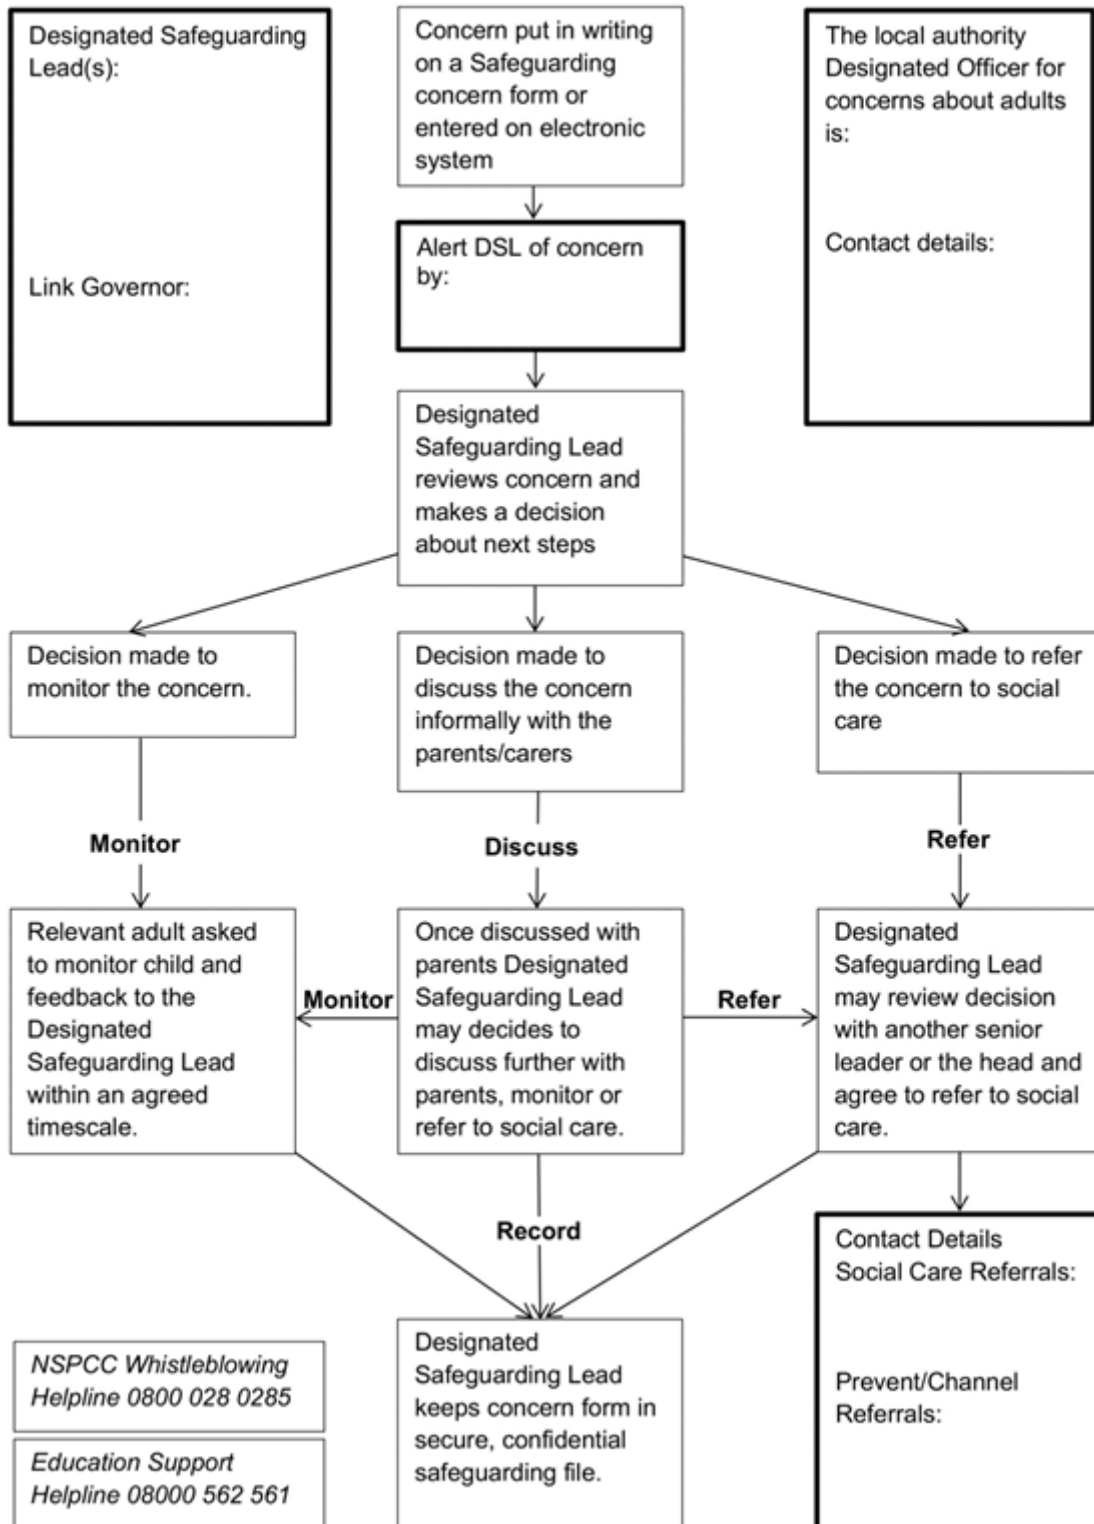 Designated Safeguarding
Lead(s):
Link Governor:
Concern put in writing
on a Safeguarding
concern form or
entered on electronic
system
The local authority
Designated Officer for
concerns about adults
is:
Contact details:
Alert DSL of concern
by:
Designated
Safeguarding Lead
reviews concern and
makes a decision
about next steps
Decision made to
monitor the concern.
Decision made to
discuss the concern
informally with the
parents/carers
Decision made to refer
the concern to social
care
Monitor
Discuss
Refer
Relevant adult asked
to monitor child and
feedback to the
Designated
Safeguarding Lead
within an agreed
timescale.
Monitor
Once discussed with
parents Designated
Safeguarding Lead
may decides to
discuss further with
parents, monitor or
refer to social care.
Refer
Designated
Safeguarding Lead
may review decision
with another senior
leader or the head and
agree to refer to social
care.
Record
Contact Details
Social Care Referrals:
Prevent/Channel
Referrals:
Designated
Safeguarding Lead
keeps concern form in
secure, confidential
safeguarding file.
NSPCC Whistleblowing
Helpline 0800 028 0285
Education Support
Helpline 08000 562 561